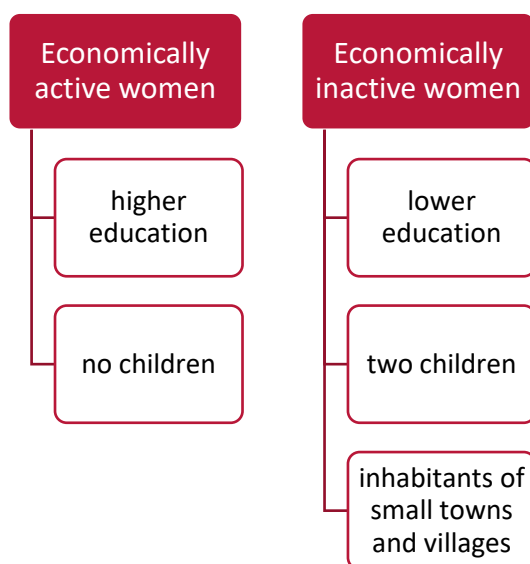 Economically
active women
higher
education
no children
Economically
inactive women
lower
education
two children
inhabitants of
small towns
and villages